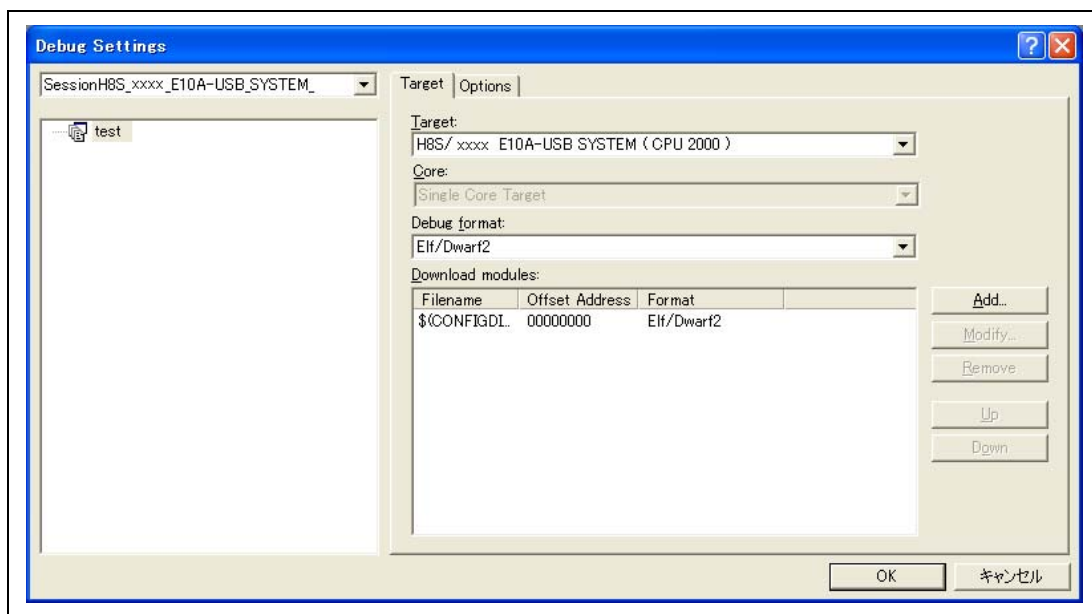 Debug Settings
SessionH8S_xxxx_E10A-USB_SYSTEM_
test
Target
Options
Target:
H8S/ xxxx E10A-USB SYSTEM ( CPU 2000 )
Core:
Single Core Target
Debug format:
Elf/Dwarf2
Download modules:
Filename Offset Address Format
$(CONFIGDI... 00000000 Elf/Dwarf2
Add...
Modify...
Remove
Up
Down
OK
キャンセル